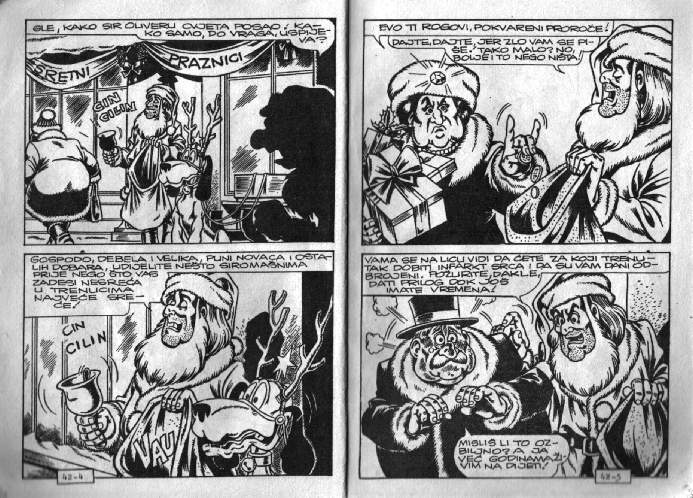 GLE, KAKO SIR OLIVERU CVJETA POSAO! KA-
KO SAMO, DO VRAGA, USPIJE-
VA?
SRETNI
PRAZNICI
CIN
CILIN
GOSPODO, DEBELA I VELIKA, PUNI NOVACA I OSTA-
LIH DOBARA, UDIJELITE NEŠTO SIROMAŠNIMA
PRIJE NEGO ŠTO VAS
ZADESI NESREĆA
U TRENUCIMA
NAJVEĆE SRE-
ĆE!
CIN
CILIN
VAU
42-4
EVO TI ROGOVI, POKVARENI PROROČE!
DAJTE, DAJTE, JER ZLO VAM SE PI-
ŠE! TAKO MALO? NO,
BOLJE I TO NEGO NIŠTA!
VAMA SE NA LICU VIDI DA ĆETE ZA KOJI TRENU-
TAK DOBITI INFARKT SRCA I DA SU VAM DANI OD-
BROJENI. POŽURITE, DAKLE,
DATI PRILOG DOK JOŠ
IMATE VREMENA!
MISLIŠ LI TO OZ-
BILJNO? A JA
VEĆ GODINAMA ŽI-
VIM NA DIJETI!
42-5